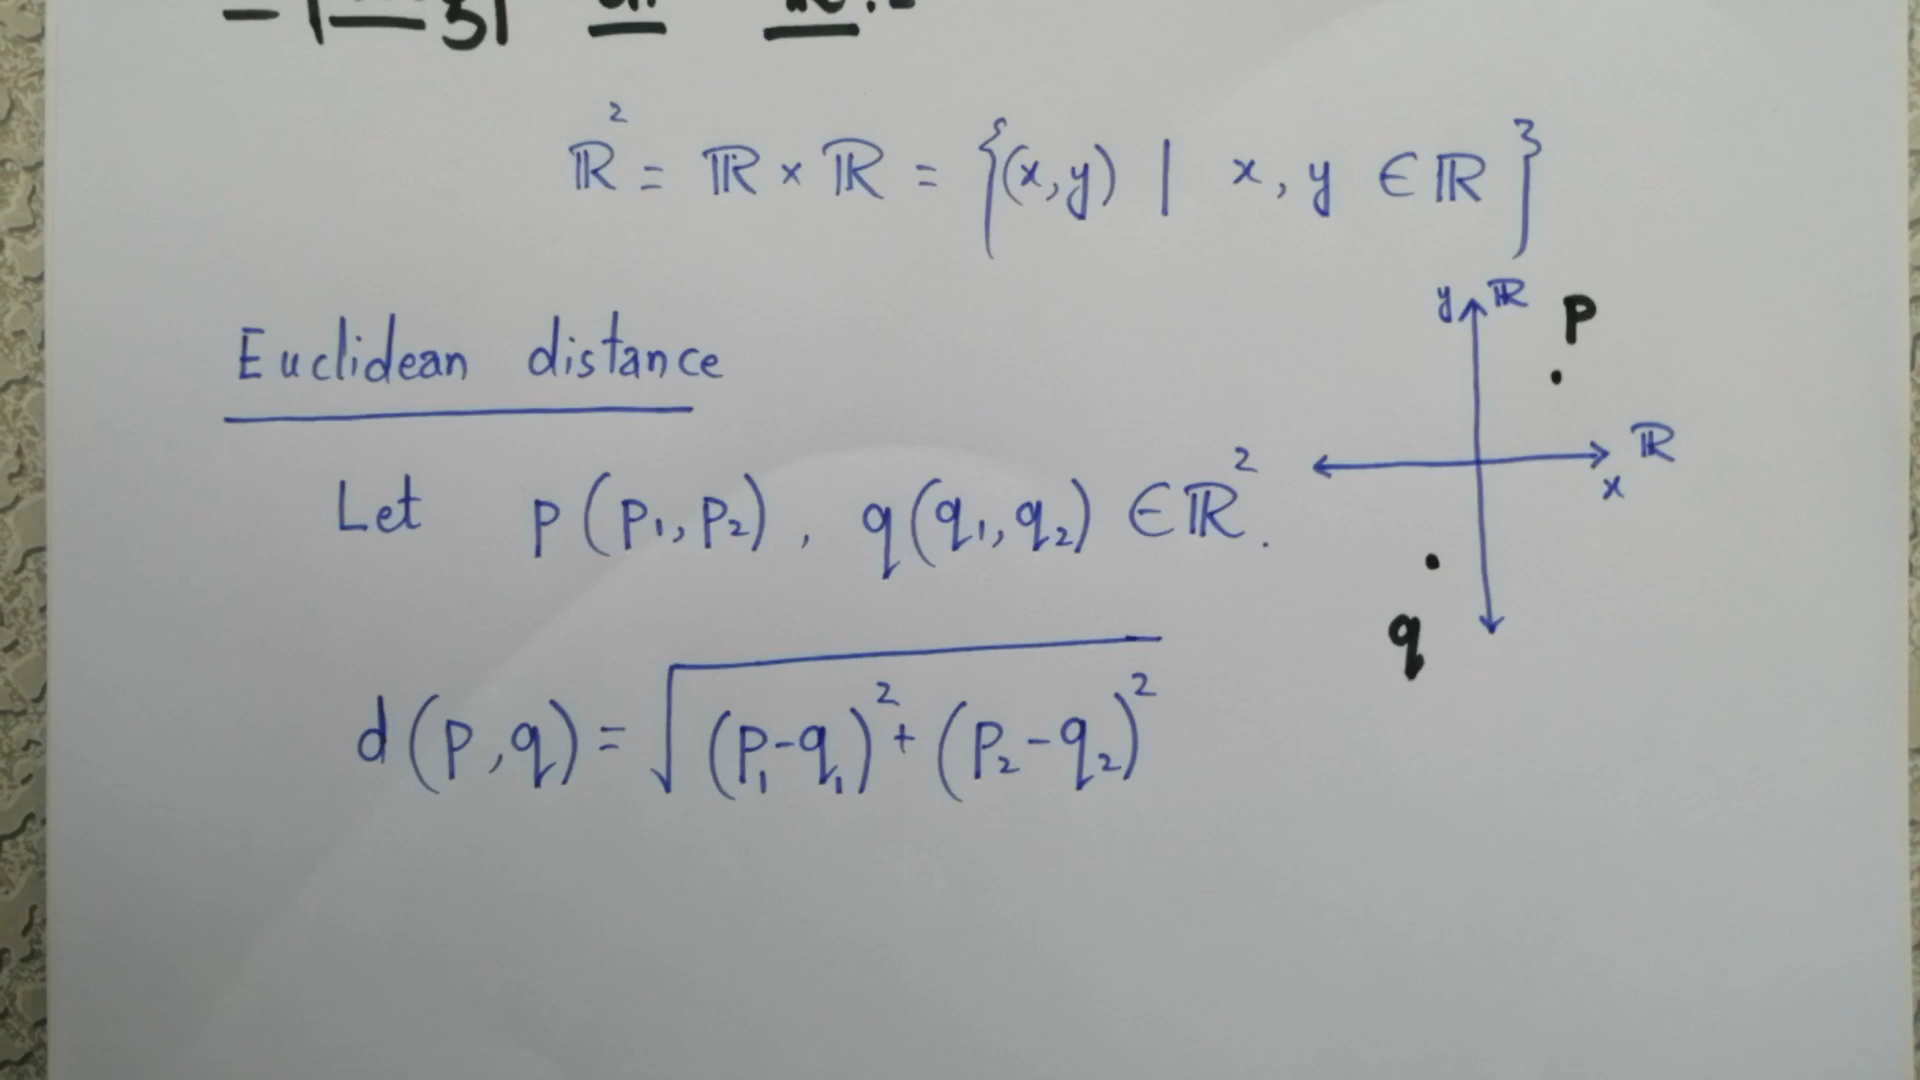 ℝ² = ℝ × ℝ = {(x,y) | x, y ∈ ℝ}
y ℝ p
Euclidean distance
ℝ
x
Let p(p₁,p₂), q(q₁,q₂) ∈ ℝ².
q
d(p,q) = √((p₁-q₁)² + (p₂-q₂)²)